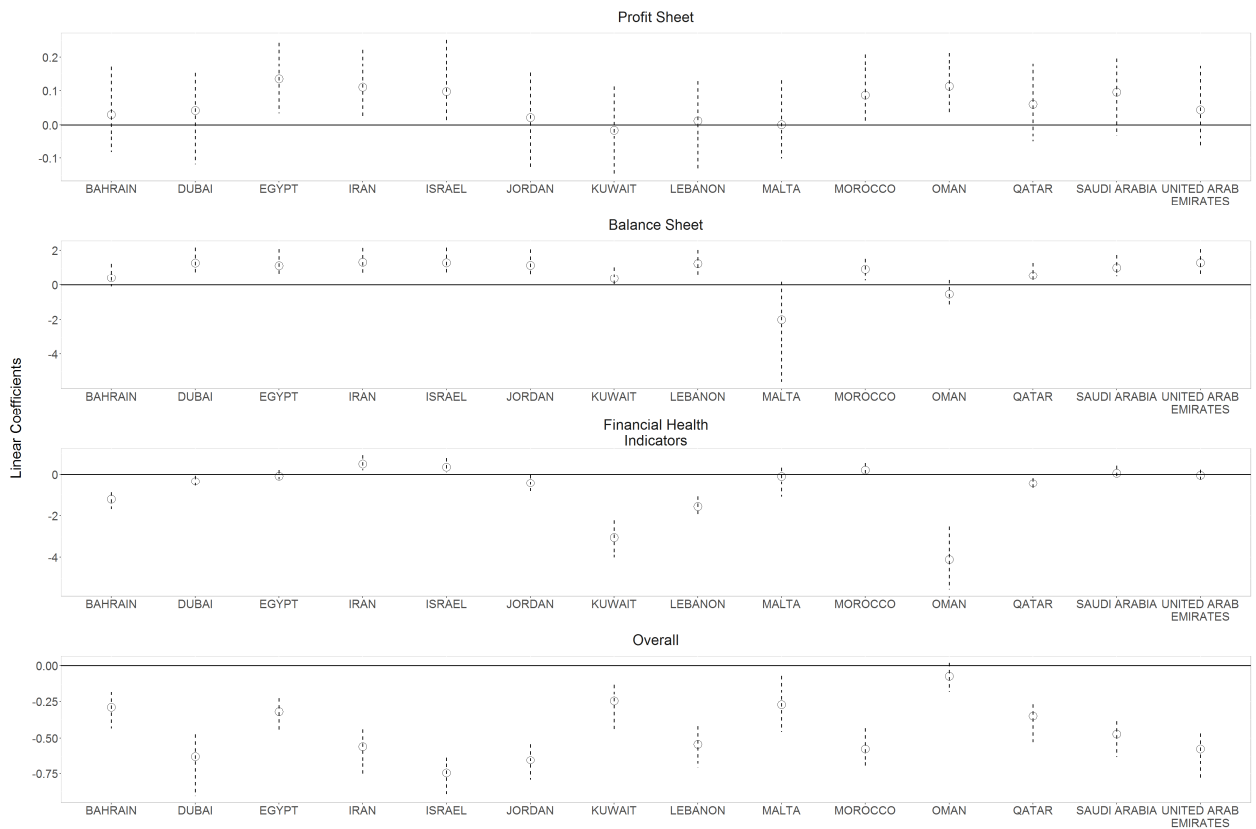 Profit Sheet
0.2
0.1
0.0
-0.1
BAHRAIN DUBAI EGYPT IRAN ISRAEL JORDAN KUWAIT LEBANON MALTA MOROCCO OMAN QATAR SAUDI ARABIA UNITED ARAB
EMIRATES
Balance Sheet
2
0
-2
-4
BAHRAIN DUBAI EGYPT IRAN ISRAEL JORDAN KUWAIT LEBANON MALTA MOROCCO OMAN QATAR SAUDI ARABIA UNITED ARAB
EMIRATES
Linear Coefficients
Financial Health
Indicators
0
-2
-4
BAHRAIN DUBAI EGYPT IRAN ISRAEL JORDAN KUWAIT LEBANON MALTA MOROCCO OMAN QATAR SAUDI ARABIA UNITED ARAB
EMIRATES
Overall
0.00
-0.25
-0.50
-0.75
BAHRAIN DUBAI EGYPT IRAN ISRAEL JORDAN KUWAIT LEBANON MALTA MOROCCO OMAN QATAR SAUDI ARABIA UNITED ARAB
EMIRATES